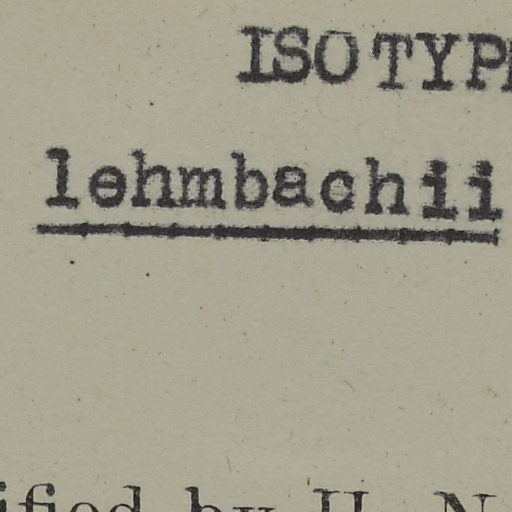 ISOTYP
lehmbachii
ified by H. N.